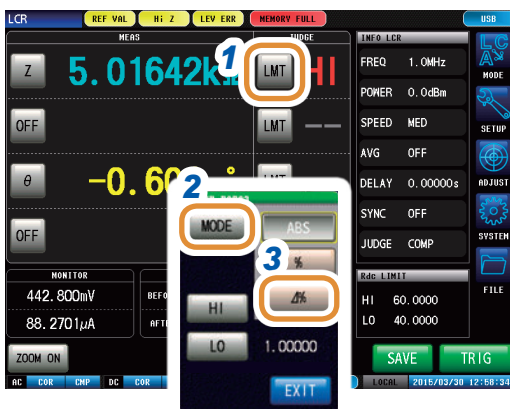 LCR REF VAL Hi Z LEV ERR MEMORY FULL USB
MEAS JUDGE INFO LCR
Z 5.01642k LMT HI
FREQ 1.0MHz
POWER 0.0dBm
OFF LMT --
SPEED MED
AVG OFF
θ -0.60 °
DELAY 0.00000s
SYNC OFF
OFF
JUDGE COMP
MONITOR
442.800mV
88.2701μA
Rdc LIMIT
HI 60.0000
LO 40.0000
ZOOM ON
SAVE TRIG
AC COR CMP DC COR
LOCAL 2015/03/30 12:58:34
LC
MODE
SETUP
ADJUST
SYSTEM
FILE
1
2
MODE ABS
%
3
Δ%
HI
LO 1.00000
EXIT